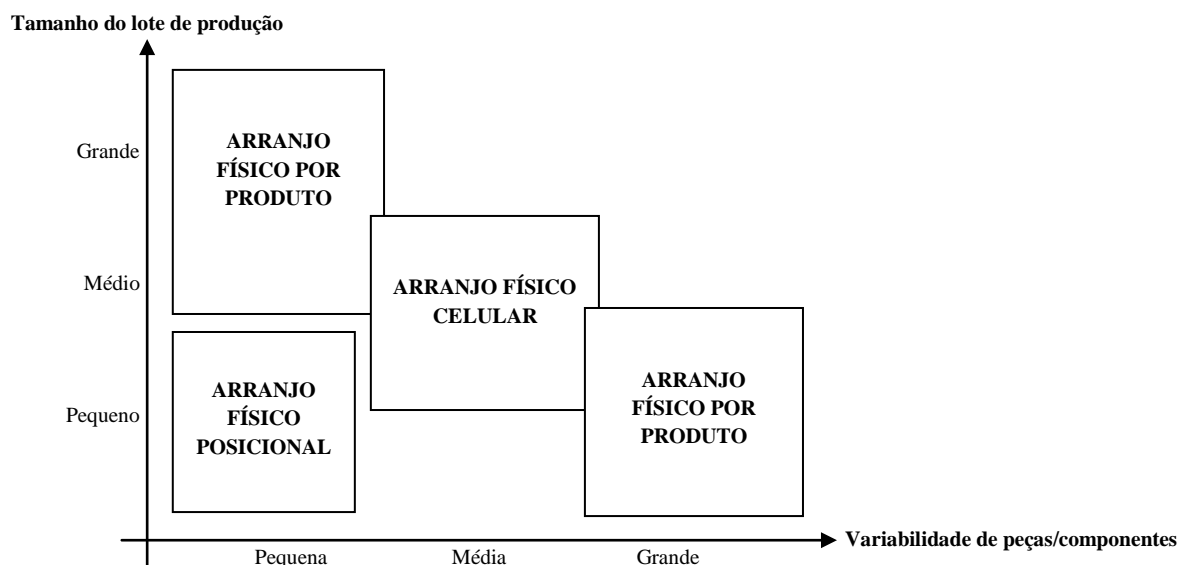 Tamanho do lote de produção
Grande
Médio
Pequeno
ARRANJO
FÍSICO POR
PRODUTO
ARRANJO FÍSICO
CELULAR
ARRANJO
FÍSICO
POSICIONAL
ARRANJO
FÍSICO POR
PRODUTO
Variabilidade de peças/componentes
Pequena
Média
Grande